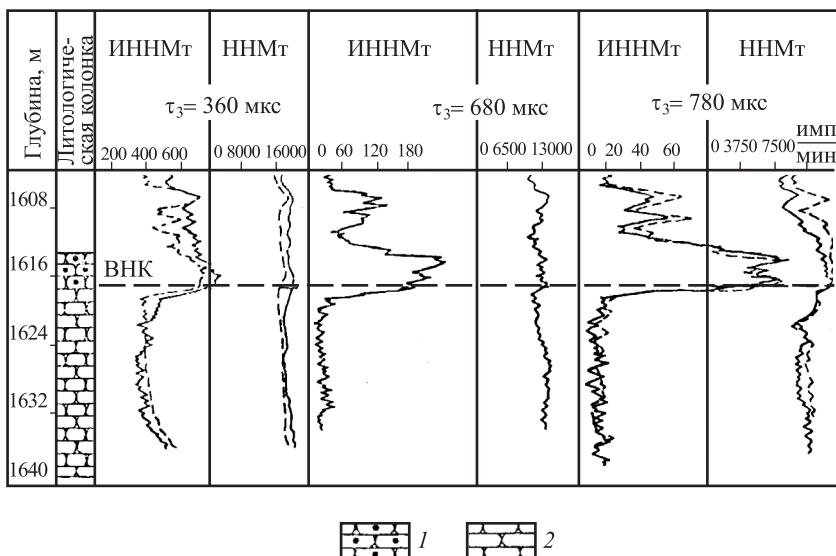 Глубина, м
Литологиче-
ская колонка
ИННМт ННМт ИННМт ННМт ИННМт ННМт
τ₃= 360 мкс τ₃= 680 мкс τ₃= 780 мкс
имп
мин
200 400 600 0 8000 16000 0 60 120 180 0 6500 13000 0 20 40 60 0 3750 7500
1608
1616
ВНК
1624
1632
1640
1 2